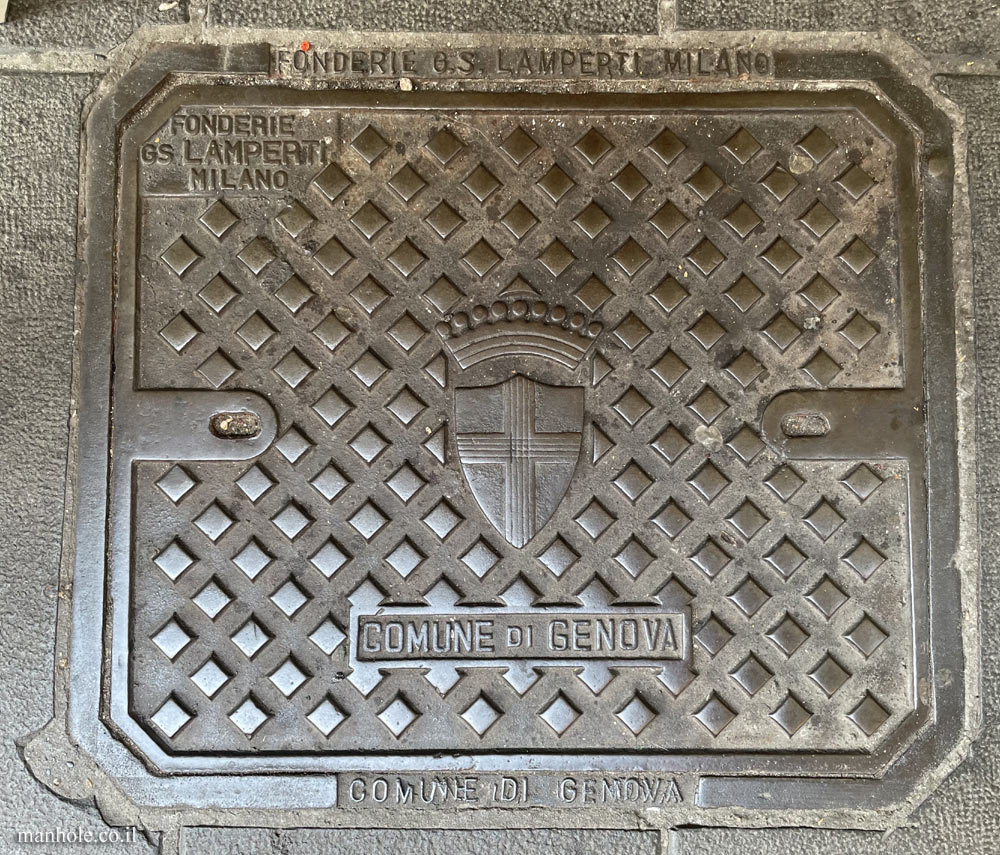 FONDERIE G.S. LAMPERTI MILANO
FONDERIE
GS LAMPERTI
MILANO
COMUNE DI GENOVA
COMUNE DI GENOVA
manhole.co.il